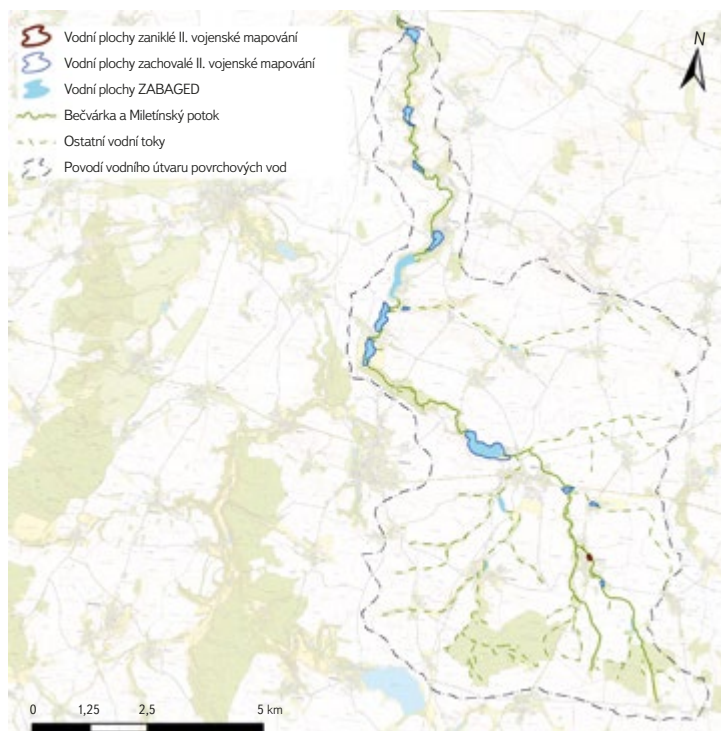 Vodní plochy zaniklé II. vojenské mapování
Vodní plochy zachovalé II. vojenské mapování
Vodní plochy ZABAGED
Bečvárka a Miletínský potok
Ostatní vodní toky
Povodí vodního útvaru povrchových vod
N
0 1,25 2,5 5 km